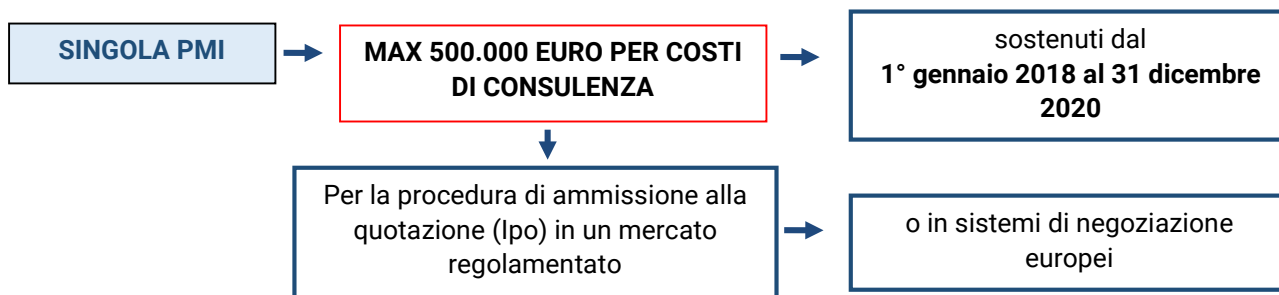 SINGOLA PMI
MAX 500.000 EURO PER COSTI
DI CONSULENZA
sostenuti dal
1° gennaio 2018 al 31 dicembre
2020
Per la procedura di ammissione alla
quotazione (Ipo) in un mercato
regolamentato
o in sistemi di negoziazione
europei